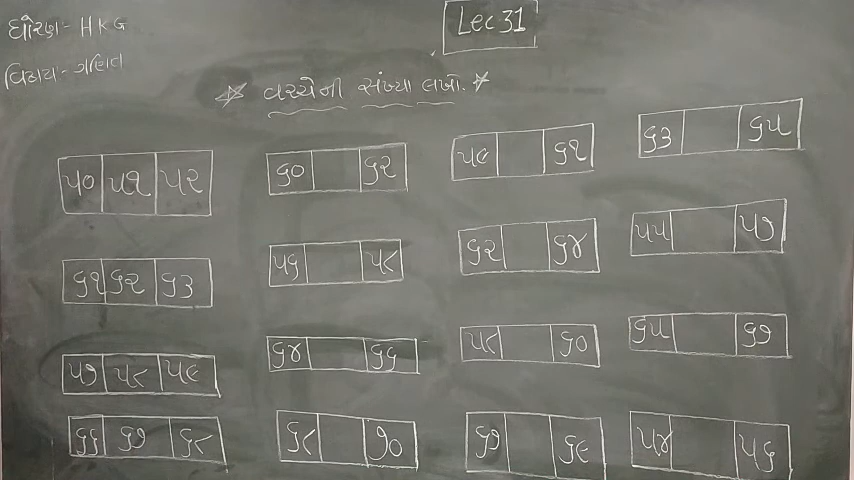 ધોરણ:- HKG
Lec 31
વિષય:- ગણિત
વચ્ચેની સંખ્યા લખો.
૫૦ ૫૧ ૫૨
૬૦ ૬૨
૫૯ ૬૧
૬૩ ૬૫
૬૧ ૬૨ ૬૩
૫૬ ૫૮
૬૨ ૬૪
૫૫ ૫૭
૫૭ ૫૮ ૫૯
૬૪ ૬૬
૫૮ ૬૦
૬૫ ૬૭
૬૬ ૬૭ ૬૮
૬૮ ૭૦
૬૭ ૬૯
૫૪ ૫૬